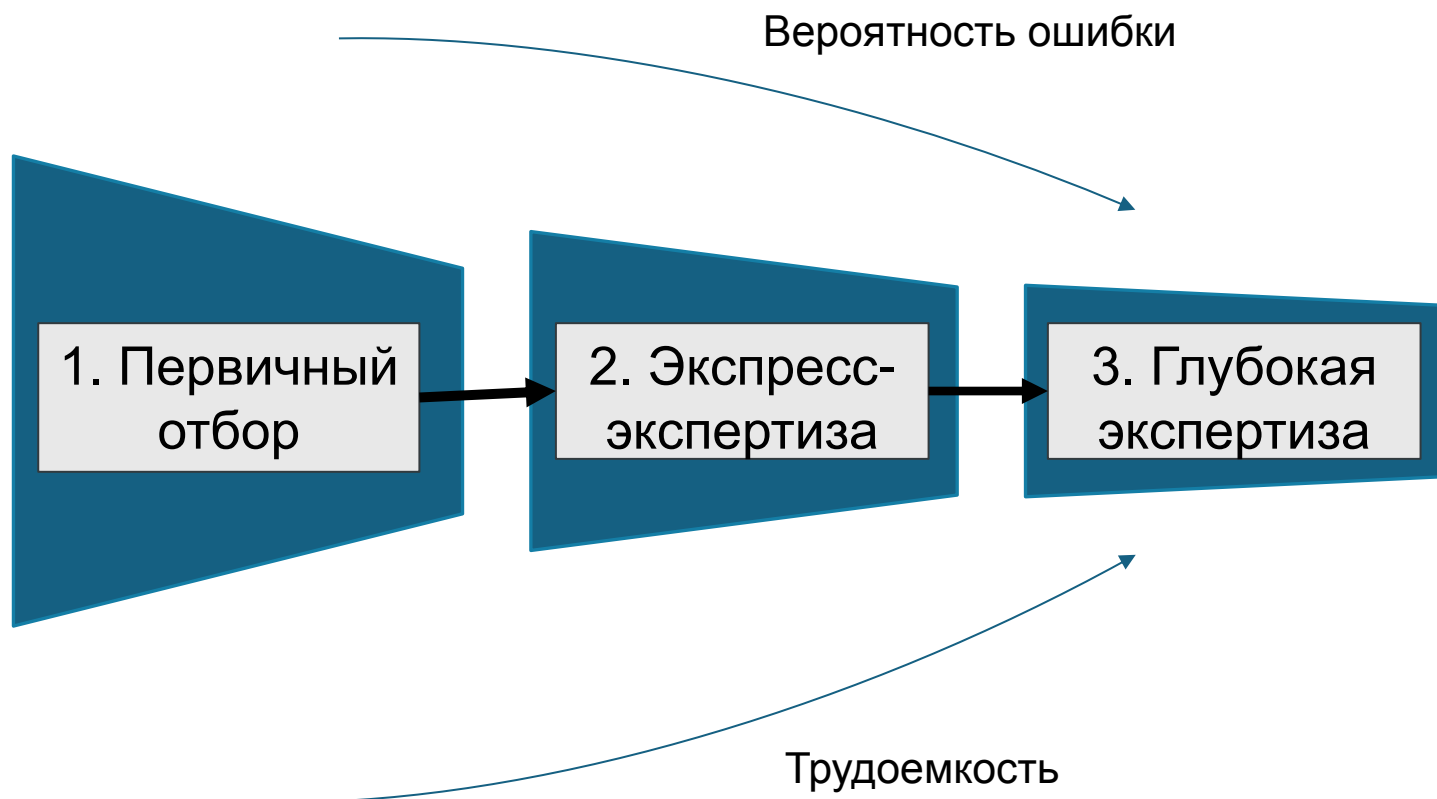 Вероятность ошибки
1. Первичный
отбор
2. Экспресс-
экспертиза
3. Глубокая
экспертиза
Трудоемкость